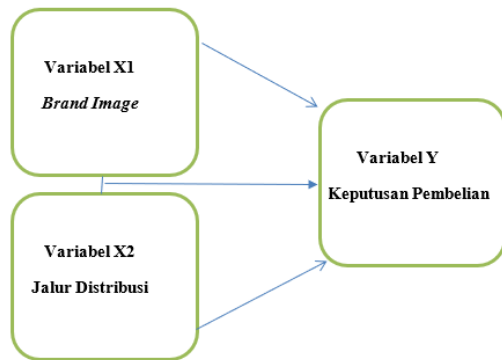 Variabel X1
Brand Image
Variabel Y
Keputusan Pembelian
Variabel X2
Jalur Distribusi